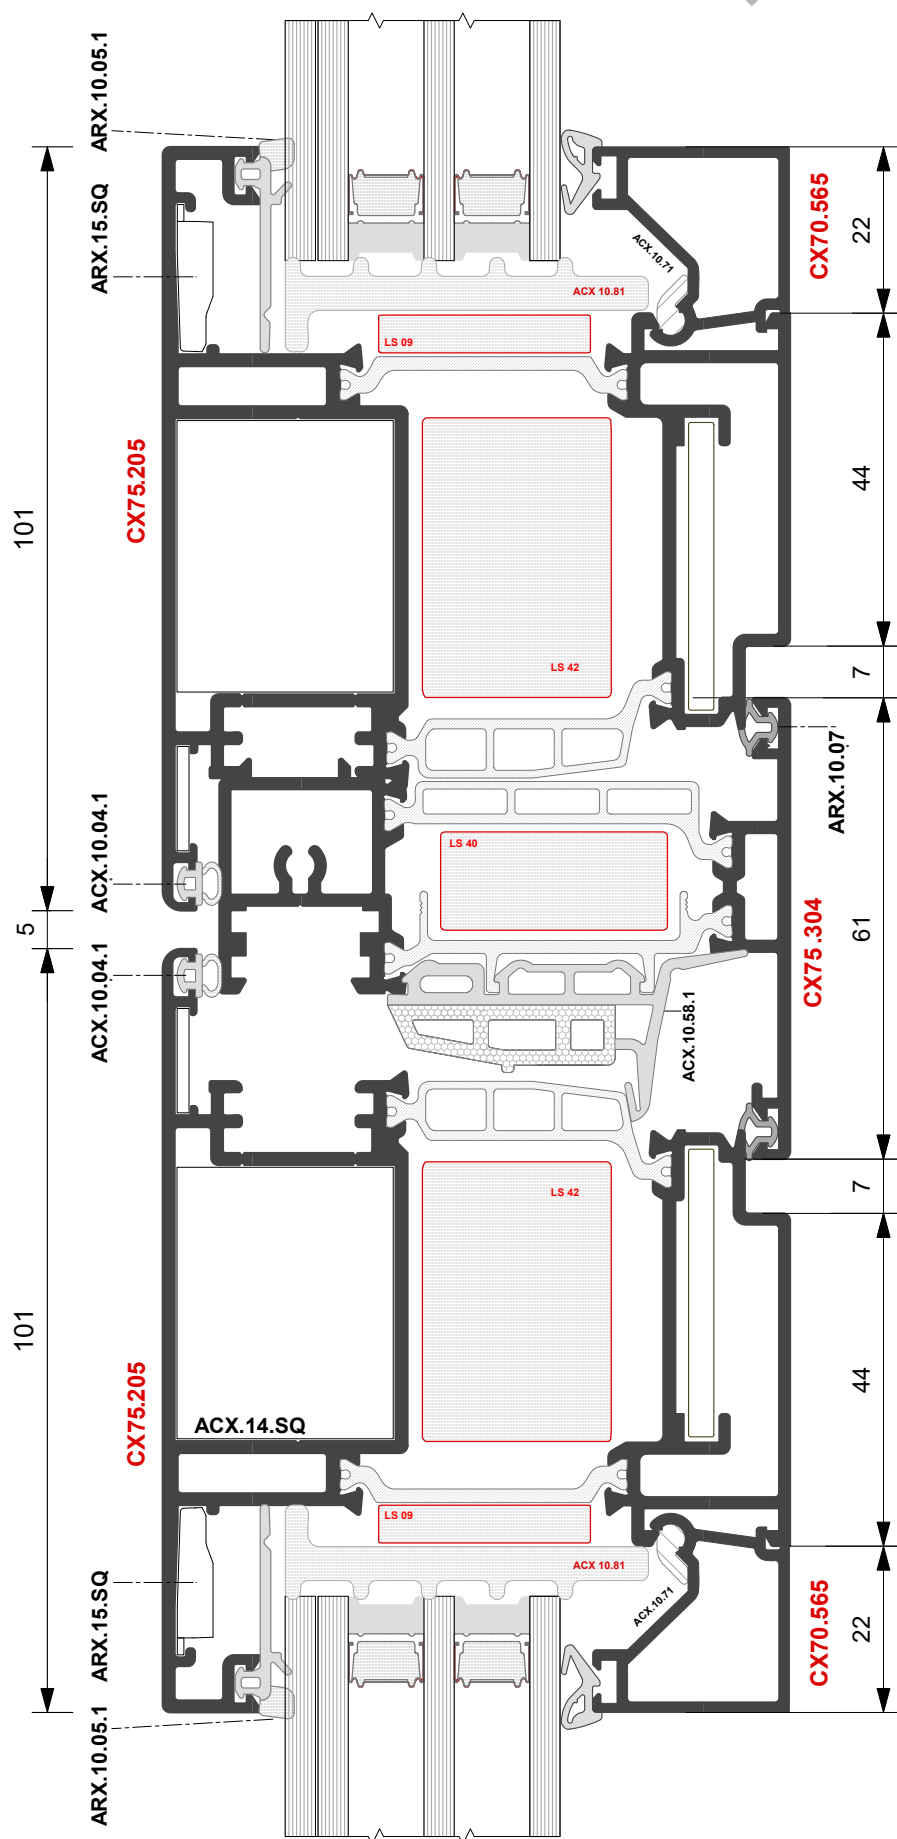 ARX.10.05.1
ARX.15.SQ
101
CX75.205
ACX.10.04.1
5
ACX.10.04.1
101
CX75.205
ACX.14.SQ
ARX.15.SQ
ARX.10.05.1
ACX.10.71
ACX 10.81
LS 09
LS 42
LS 40
ACX.10.58.1
LS 42
LS 09
ACX 10.81
ACX.10.71
CX70.565
22
44
7
ARX.10.07
61
CX75.304
7
44
CX70.565
22